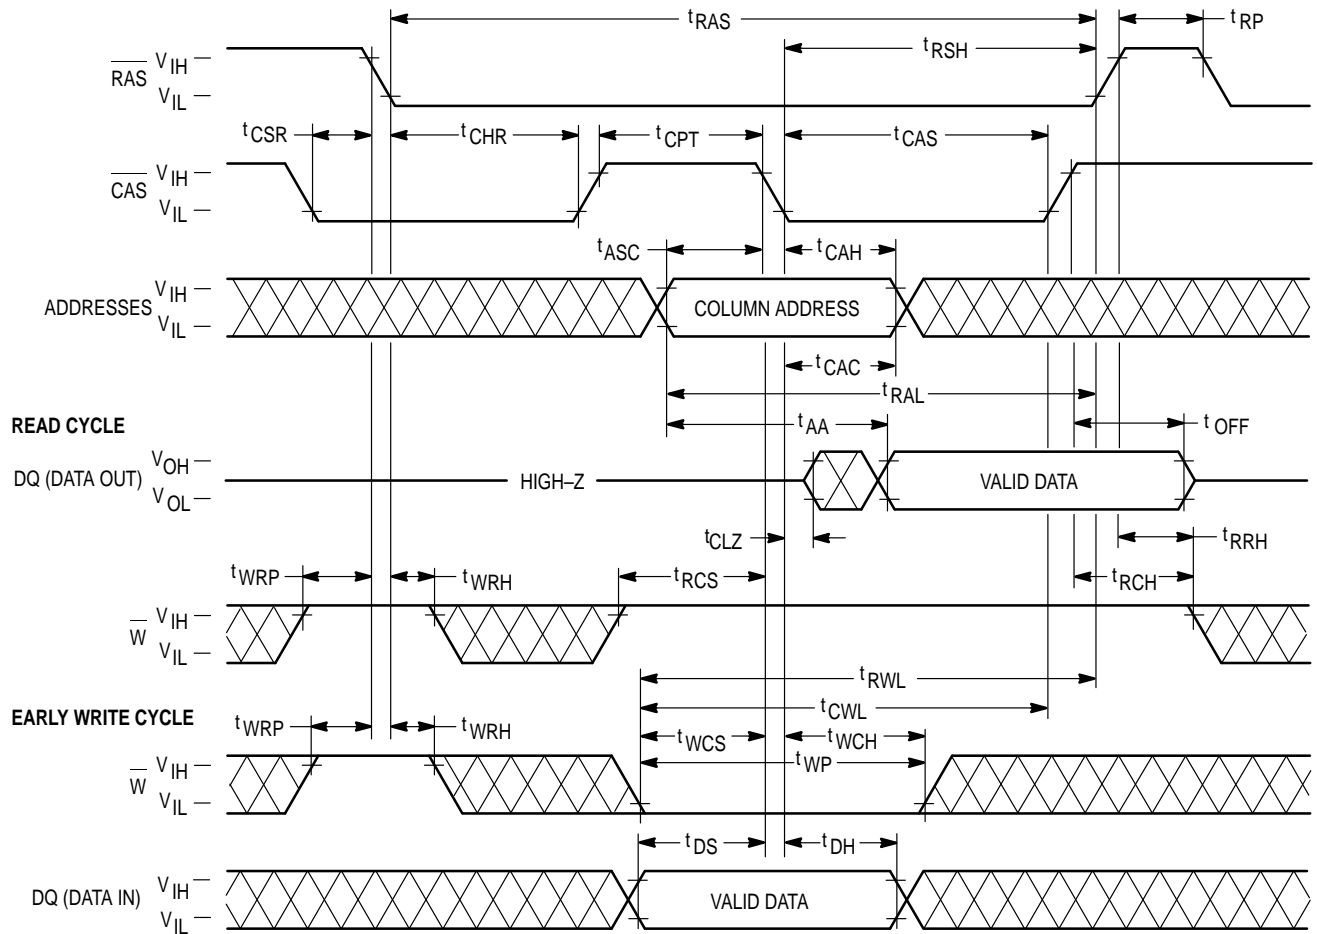 tRAS
tRP
tRSH
RAS VIH
VIL
tCSR
tCHR
tCPT
tCAS
CAS VIH
VIL
tASC
tCAH
ADDRESSES VIH
VIL
COLUMN ADDRESS
tCAC
tRAL
READ CYCLE
tAA
tOFF
DQ (DATA OUT) VOH
VOL
HIGH–Z
VALID DATA
tCLZ
tRRH
tWRP
tWRH
tRCS
tRCH
W VIH
VIL
tRWL
EARLY WRITE CYCLE
tCWL
tWRP
tWRH
tWCS
tWCH
tWP
W VIH
VIL
tDS
tDH
DQ (DATA IN) VIH
VIL
VALID DATA